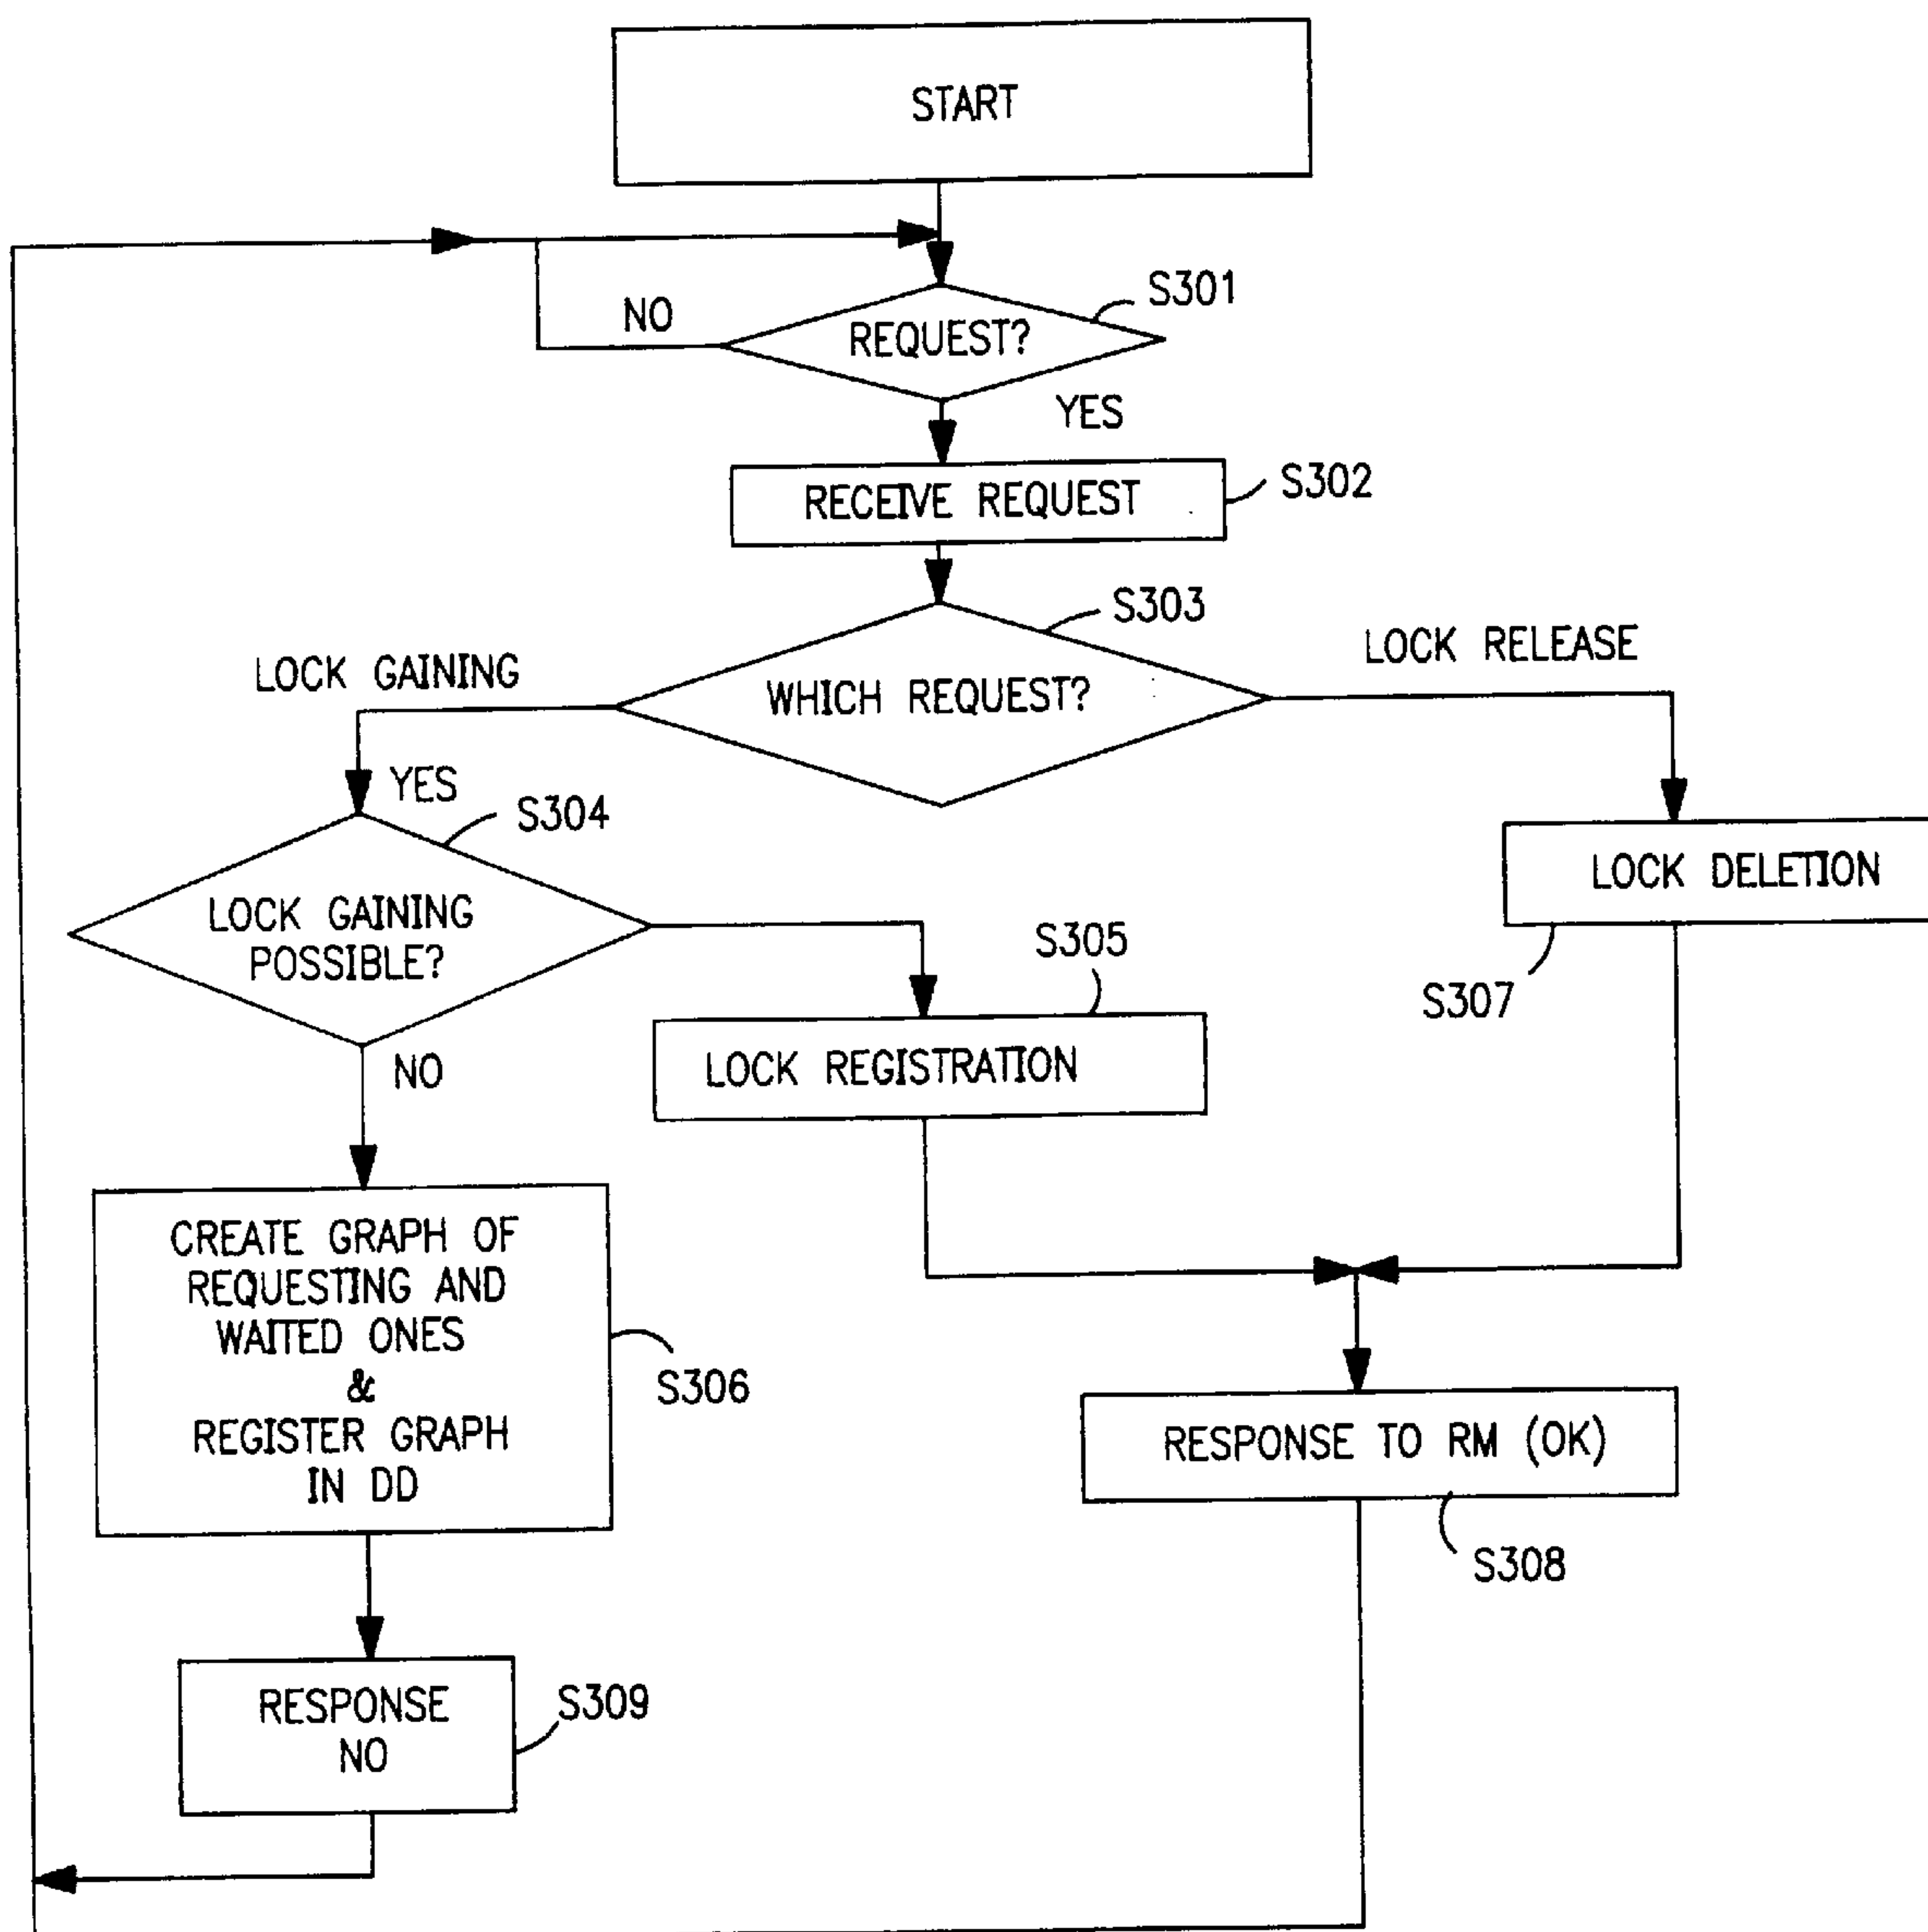 START
S301
NO
REQUEST?
YES
RECEIVE REQUEST
S302
S303
LOCK GAINING
WHICH REQUEST?
LOCK RELEASE
YES
S304
LOCK GAINING
POSSIBLE?
LOCK DELETION
S307
S305
LOCK REGISTRATION
NO
CREATE GRAPH OF
REQUESTING AND
WAITED ONES
&
REGISTER GRAPH
IN DD
S306
RESPONSE TO RM (OK)
S308
RESPONSE
NO
S309